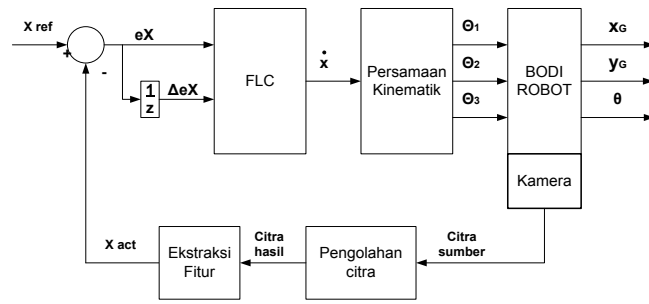 X ref
+
-
eX
1
z
ΔeX
FLC
ẋ
Persamaan
Kinematik
Θ1
Θ2
Θ3
BODI
ROBOT
xG
yG
θ
Kamera
Citra
sumber
Pengolahan
citra
Citra
hasil
Ekstraksi
Fitur
X act